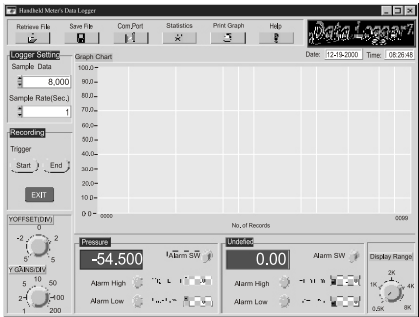 Handheld Meter's Data Logger
Retrieve File Save File Com.Port Statistics Print Graph Help
Data Logger
Logger Setting
Graph Chart
Date: 12-19-2000 Time: 08:26:48
Sample Data
8,000
Sample Rate(Sec.)
1
Recording
Trigger
Start End
EXIT
100.0
90.0
80.0
70.0
60.0
50.0
40.0
30.0
20.0
10.0
0.0
0000 0099
No. of Records
YOFFSET(DIV)
0
-2 2
5 5
Y GAINS/DIV
10
5 50
2 100
1 200
Pressure
-54.500
Alarm SW
Alarm High
Alarm Low
Undefied
0.00
Alarm SW
Alarm High
Alarm Low
Display Range
2K
1K 4K
0.5K 8K